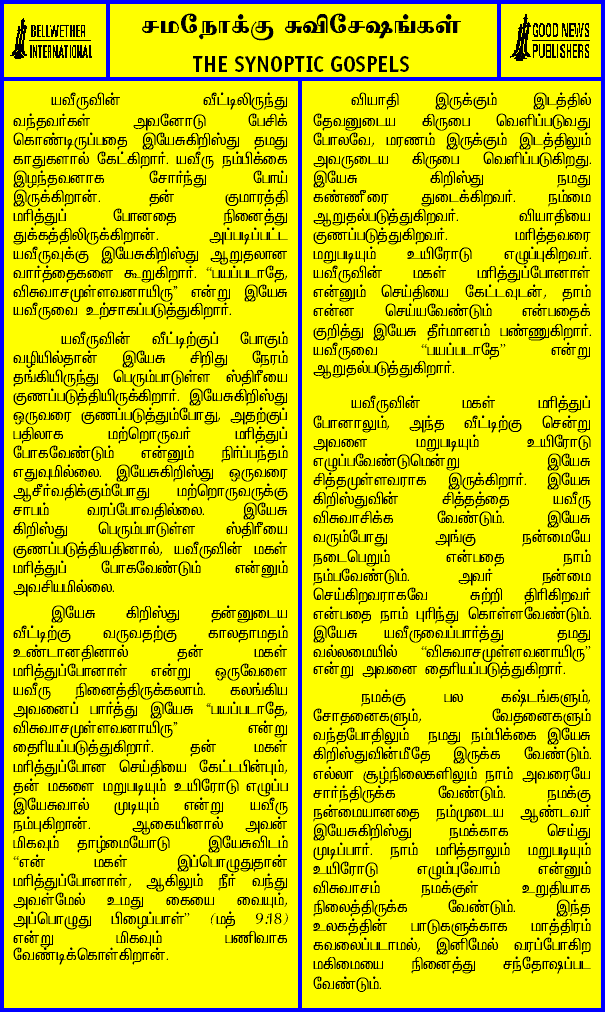 BELLWETHER
INTERNATIONAL
சமநோக்கு சுவிசேஷங்கள்
THE SYNOPTIC GOSPELS
GOOD NEWS
PUBLISHERS
யவீருவின் வீட்டிலிருந்து
வந்தவர்கள் அவனோடு பேசிக்
கொண்டிருப்பதை இயேசுகிறிஸ்து தமது
காதுகளால் கேட்கிறார். யவீரு நம்பிக்கை
இழந்தவனாக சோர்ந்து போய்
இருக்கிறான். தன் குமாரத்தி
மரித்துப் போனதை நினைத்து
துக்கத்திலிருக்கிறான். அப்படிப்பட்ட
யவீருவுக்கு இயேசுகிறிஸ்து ஆறுதலான
வார்த்தைகளை கூறுகிறார். “பயப்படாதே,
விசுவாசமுள்ளவனாயிரு” என்று இயேசு
யவீருவை உற்சாகப்படுத்துகிறார்.
யவீருவின் வீட்டிற்குப் போகும்
வழியில்தான் இயேசு சிறிது நேரம்
தங்கியிருந்து பெரும்பாடுள்ள ஸ்திரீயை
குணப்படுத்தியிருக்கிறார். இயேசுகிறிஸ்து
ஒருவரை குணப்படுத்தும்போது, அதற்குப்
பதிலாக மற்றொருவர் மரித்துப்
போகவேண்டும் என்னும் நிர்ப்பந்தம்
எதுவுமில்லை. இயேசுகிறிஸ்து ஒருவரை
ஆசீர்வதிக்கும்போது மற்றொருவருக்கு
சாபம் வரப்போவதில்லை. இயேசு
கிறிஸ்து பெரும்பாடுள்ள ஸ்திரீயை
குணப்படுத்தியதினால், யவீருவின் மகள்
மரித்துப் போகவேண்டும் என்னும்
அவசியமில்லை.
இயேசு கிறிஸ்து தன்னுடைய
வீட்டிற்கு வருவதற்கு காலதாமதம்
உண்டானதினால் தன் மகள்
மரித்துப்போனாள் என்று ஒருவேளை
யவீரு நினைத்திருக்கலாம். கலங்கிய
அவனைப் பார்த்து இயேசு “பயப்படாதே,
விசுவாசமுள்ளவனாயிரு” என்று
தைரியப்படுத்துகிறார். தன் மகள்
மரித்துப்போன செய்தியை கேட்டபின்பும்,
தன் மகளை மறுபடியும் உயிரோடு எழுப்ப
இயேசுவால் முடியும் என்று யவீரு
நம்புகிறான். ஆகையினால் அவன்
மிகவும் தாழ்மையோடு இயேசுவிடம்
“என் மகள் இப்பொழுதுதான்
மரித்துப்போனாள், ஆகிலும் நீர் வந்து
அவள்மேல் உமது கையை வையும்,
அப்பொழுது பிழைப்பாள்” (மத் 9:18)
என்று மிகவும் பணிவாக
வேண்டிக்கொள்கிறான்.
வியாதி இருக்கும் இடத்தில்
தேவனுடைய கிருபை வெளிப்படுவது
போலவே, மரணம் இருக்கும் இடத்திலும்
அவருடைய கிருபை வெளிப்படுகிறது.
இயேசு கிறிஸ்து நமது
கண்ணீரை துடைக்கிறவர். நம்மை
ஆறுதல்படுத்துகிறவர். வியாதியை
குணப்படுத்துகிறவர். மரித்தவரை
மறுபடியும் உயிரோடு எழுப்புகிறவர்.
யவீருவின் மகள் மரித்துப்போனாள்
என்னும் செய்தியை கேட்டவுடன், தாம்
என்ன செய்யவேண்டும் என்பதைக்
குறித்து இயேசு தீர்மானம் பண்ணுகிறார்.
யவீருவை “பயப்படாதே” என்று
ஆறுதல்படுத்துகிறார்.
யவீருவின் மகள் மரித்துப்
போனாலும், அந்த வீட்டிற்கு சென்று
அவளை மறுபடியும் உயிரோடு
எழுப்பவேண்டுமென்று இயேசு
சித்தமுள்ளவராக இருக்கிறார். இயேசு
கிறிஸ்துவின் சித்தத்தை யவீரு
விசுவாசிக்க வேண்டும். இயேசு
வரும்போது அங்கு நன்மையே
நடைபெறும் என்பதை நாம்
நம்பவேண்டும். அவர் நன்மை
செய்கிறவராகவே சுற்றி திரிகிறவர்
என்பதை நாம் புரிந்து கொள்ளவேண்டும்.
இயேசு யவீருவைப்பார்த்து தமது
வல்லமையில் “விசுவாசமுள்ளவனாயிரு”
என்று அவனை தைரியப்படுத்துகிறார்.
நமக்கு பல கஷ்டங்களும்,
சோதனைகளும், வேதனைகளும்
வந்தபோதிலும் நமது நம்பிக்கை இயேசு
கிறிஸ்துவின்மீதே இருக்க வேண்டும்.
எல்லா சூழ்நிலைகளிலும் நாம் அவரையே
சார்ந்திருக்க வேண்டும். நமக்கு
நன்மையானதை நம்முடைய ஆண்டவர்
இயேசுகிறிஸ்து நமக்காக செய்து
முடிப்பார். நாம் மரித்தாலும் மறுபடியும்
உயிரோடு எழும்புவோம் என்னும்
விசுவாசம் நமக்குள் உறுதியாக
நிலைத்திருக்க வேண்டும். இந்த
உலகத்தின் பாடுகளுக்காக மாத்திரம்
கவலைப்படாமல், இனிமேல் வரப்போகிற
மகிமையை நினைத்து சந்தோஷப்பட
வேண்டும்.